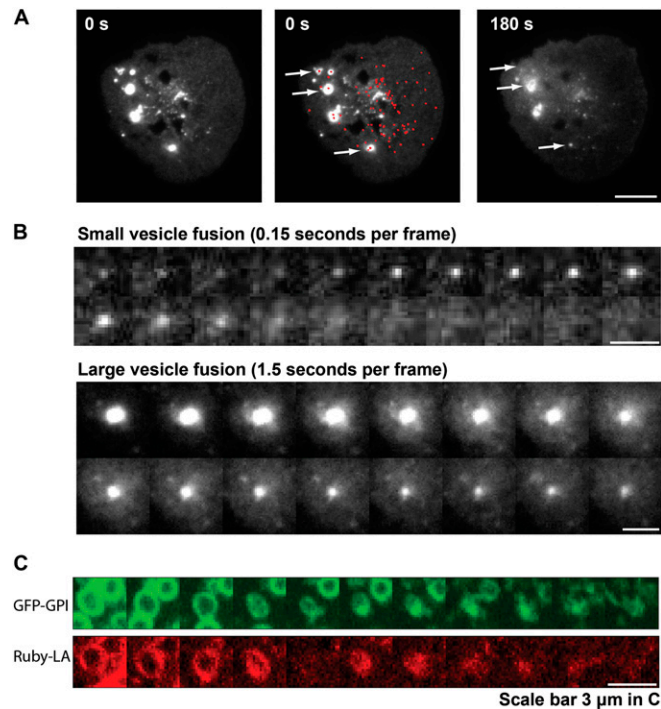 A
0 s
0 s
180 s
B
Small vesicle fusion (0.15 seconds per frame)
Large vesicle fusion (1.5 seconds per frame)
C
GFP-GPI
Ruby-LA
Scale bar 3 µm in C